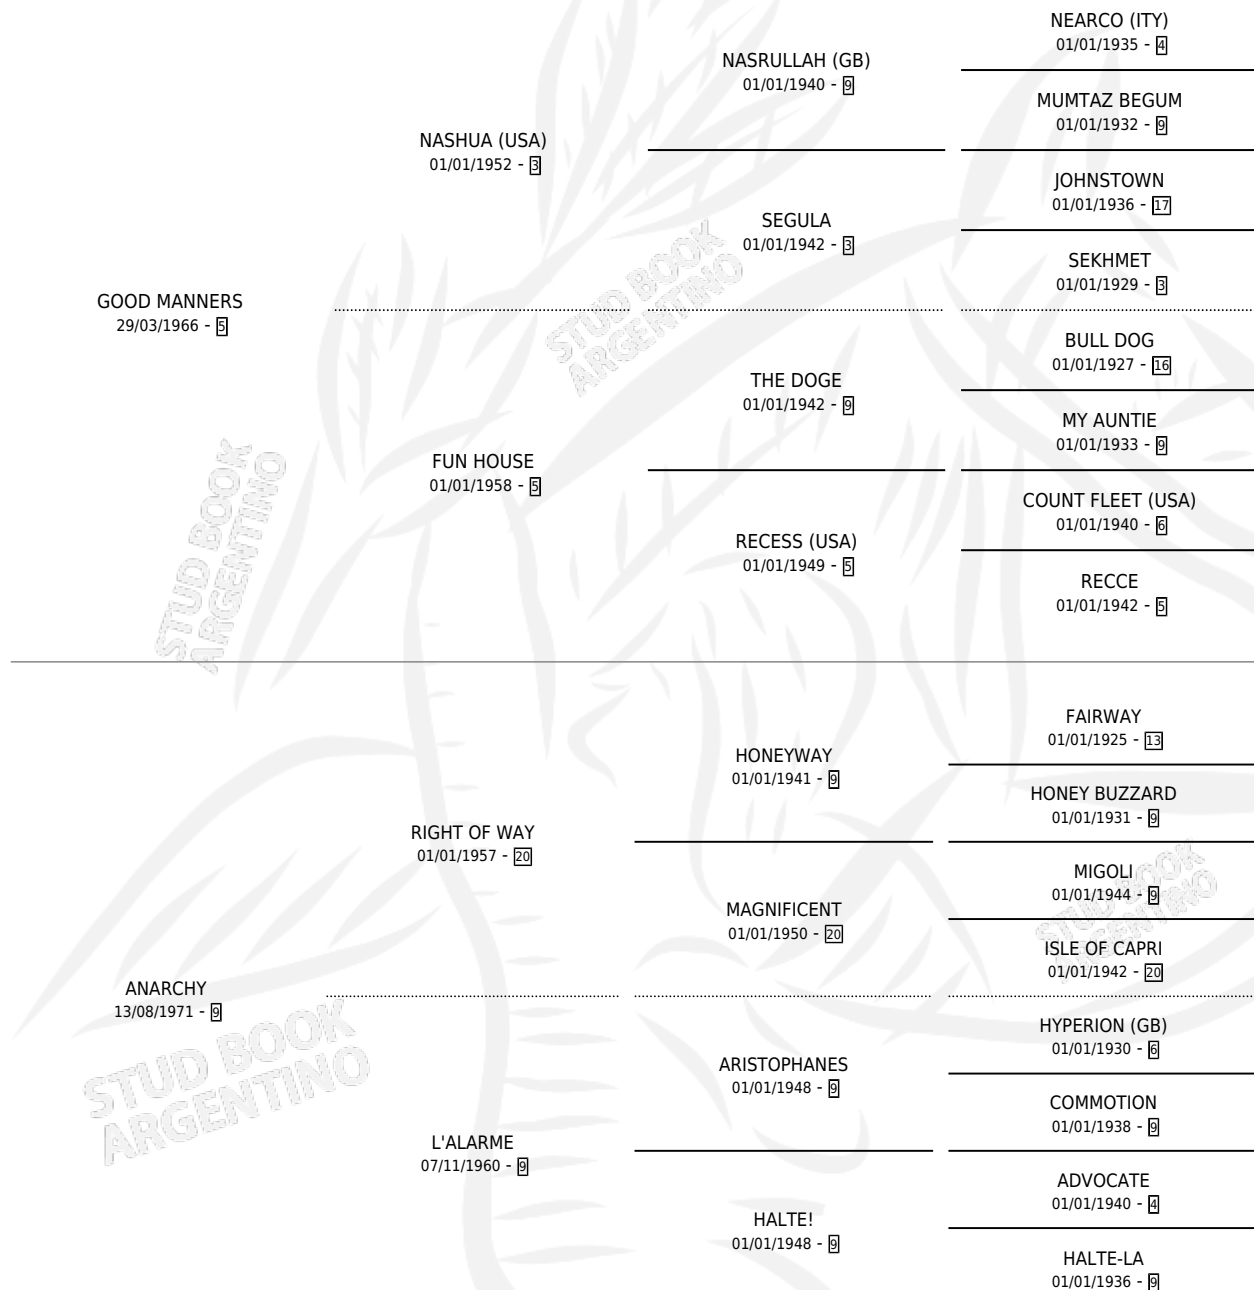 GOOD MANNERS
29/03/1966 - 5
NASHUA (USA)
01/01/1952 - 3
FUN HOUSE
01/01/1958 - 5
NASRULLAH (GB)
01/01/1940 - 9
SEGULA
01/01/1942 - 3
THE DOGE
01/01/1942 - 9
RECESS (USA)
01/01/1949 - 5
NEARCO (ITY)
01/01/1935 - 4
MUMTAZ BEGUM
01/01/1932 - 9
JOHNSTOWN
01/01/1936 - 17
SEKHMET
01/01/1929 - 3
BULL DOG
01/01/1927 - 16
MY AUNTIE
01/01/1933 - 9
COUNT FLEET (USA)
01/01/1940 - 6
RECCE
01/01/1942 - 5
ANARCHY
13/08/1971 - 9
RIGHT OF WAY
01/01/1957 - 20
L'ALARME
07/11/1960 - 9
HONEYWAY
01/01/1941 - 9
MAGNIFICENT
01/01/1950 - 20
ARISTOPHANES
01/01/1948 - 9
HALTE!
01/01/1948 - 9
FAIRWAY
01/01/1925 - 13
HONEY BUZZARD
01/01/1931 - 9
MIGOLI
01/01/1944 - 9
ISLE OF CAPRI
01/01/1942 - 20
HYPERION (GB)
01/01/1930 - 6
COMMOTION
01/01/1938 - 9
ADVOCATE
01/01/1940 - 4
HALTE-LA
01/01/1936 - 9
STUD BOOK
ARGENTINO
STUD BOOK
ARGENTINO
STUD BOOK
ARGENTINO
STUD BOOK
ARGENTINO